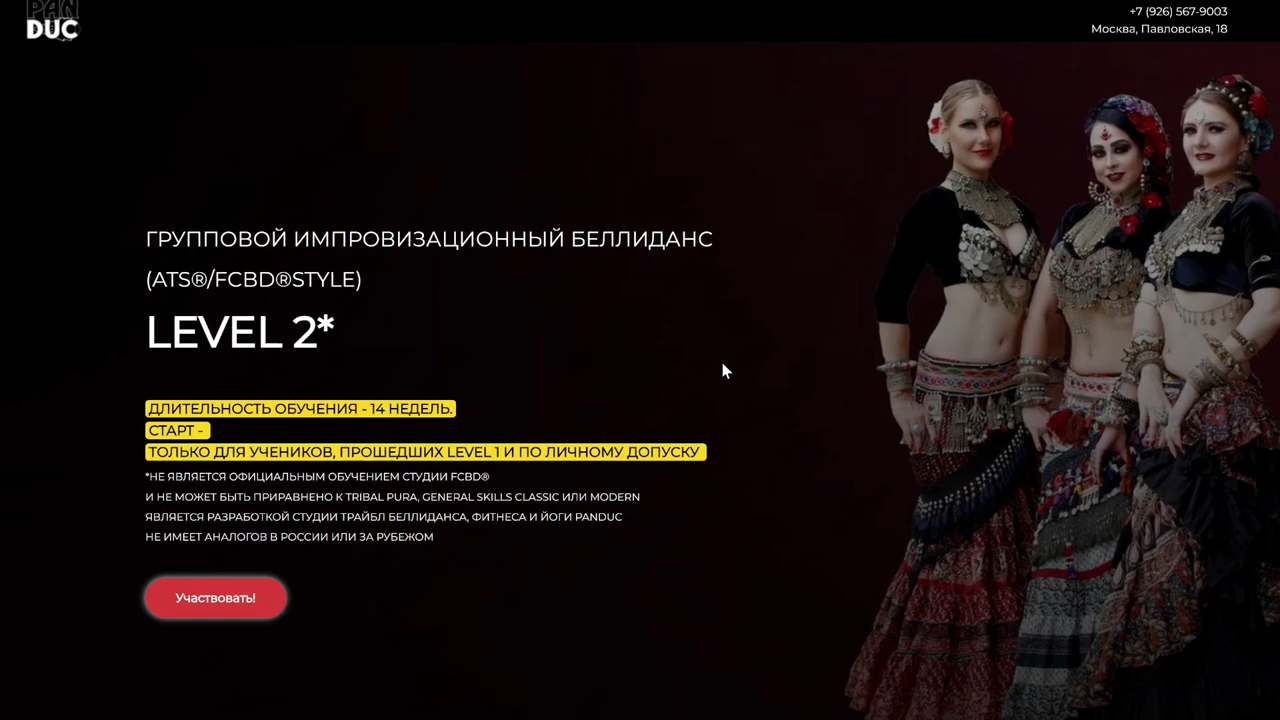 PAN
DUC
+7 (926) 567-9003
Москва, Павловская, 18
ГРУППОВОЙ ИМПРОВИЗАЦИОННЫЙ БЕЛЛИДАНС
(ATS®/FCBD®STYLE)
LEVEL 2*
ДЛИТЕЛЬНОСТЬ ОБУЧЕНИЯ - 14 НЕДЕЛЬ.
СТАРТ -
ТОЛЬКО ДЛЯ УЧЕНИКОВ, ПРОШЕДШИХ LEVEL 1 И ПО ЛИЧНОМУ ДОПУСКУ
*НЕ ЯВЛЯЕТСЯ ОФИЦИАЛЬНЫМ ОБУЧЕНИЕМ СТУДИИ FCBD®
И НЕ МОЖЕТ БЫТЬ ПРИРАВНЕНО К TRIBAL PURA, GENERAL SKILLS CLASSIC ИЛИ MODERN
ЯВЛЯЕТСЯ РАЗРАБОТКОЙ СТУДИИ ТРАЙБЛ БЕЛЛИДАНСА, ФИТНЕСА И ЙОГИ PANDUC
НЕ ИМЕЕТ АНАЛОГОВ В РОССИИ ИЛИ ЗА РУБЕЖОМ
Участвовать!